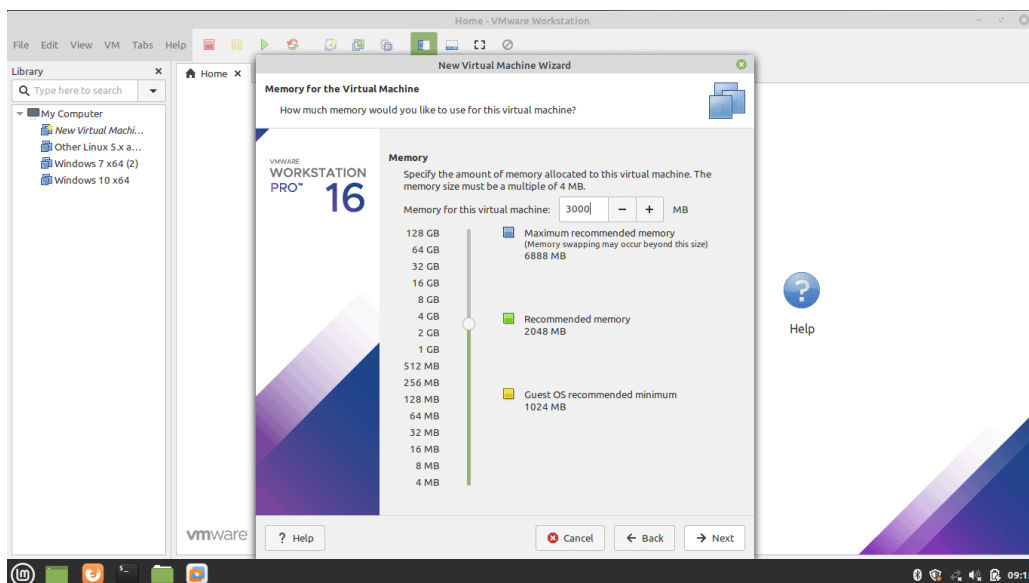 Home - VMware Workstation
File Edit View VM Tabs Help
Library
Type here to search
My Computer
New Virtual Machi...
Other Linux 5.x a...
Windows 7 x64 (2)
Windows 10 x64
Home
vmware
New Virtual Machine Wizard
Memory for the Virtual Machine
How much memory would you like to use for this virtual machine?
VMWARE
WORKSTATION
PRO™ 16
Memory
Specify the amount of memory allocated to this virtual machine. The
memory size must be a multiple of 4 MB.
Memory for this virtual machine: 3000 − + MB
128 GB
64 GB
32 GB
16 GB
8 GB
4 GB
2 GB
1 GB
512 MB
256 MB
128 MB
64 MB
32 MB
16 MB
8 MB
4 MB
Maximum recommended memory
(Memory swapping may occur beyond this size)
6888 MB
Recommended memory
2048 MB
Guest OS recommended minimum
1024 MB
? Help
Cancel ← Back → Next
?
Help
lm
$_
09:1